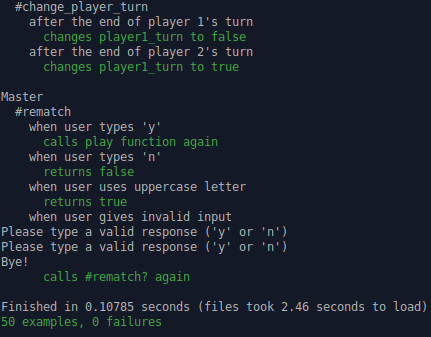 #change_player_turn
after the end of player 1's turn
changes player1_turn to false
after the end of player 2's turn
changes player1_turn to true
Master
#rematch
when user types 'y'
calls play function again
when user types 'n'
returns false
when user uses uppercase letter
returns true
when user gives invalid input
Please type a valid response ('y' or 'n')
Please type a valid response ('y' or 'n')
Bye!
calls #rematch? again
Finished in 0.10785 seconds (files took 2.46 seconds to load)
50 examples, 0 failures